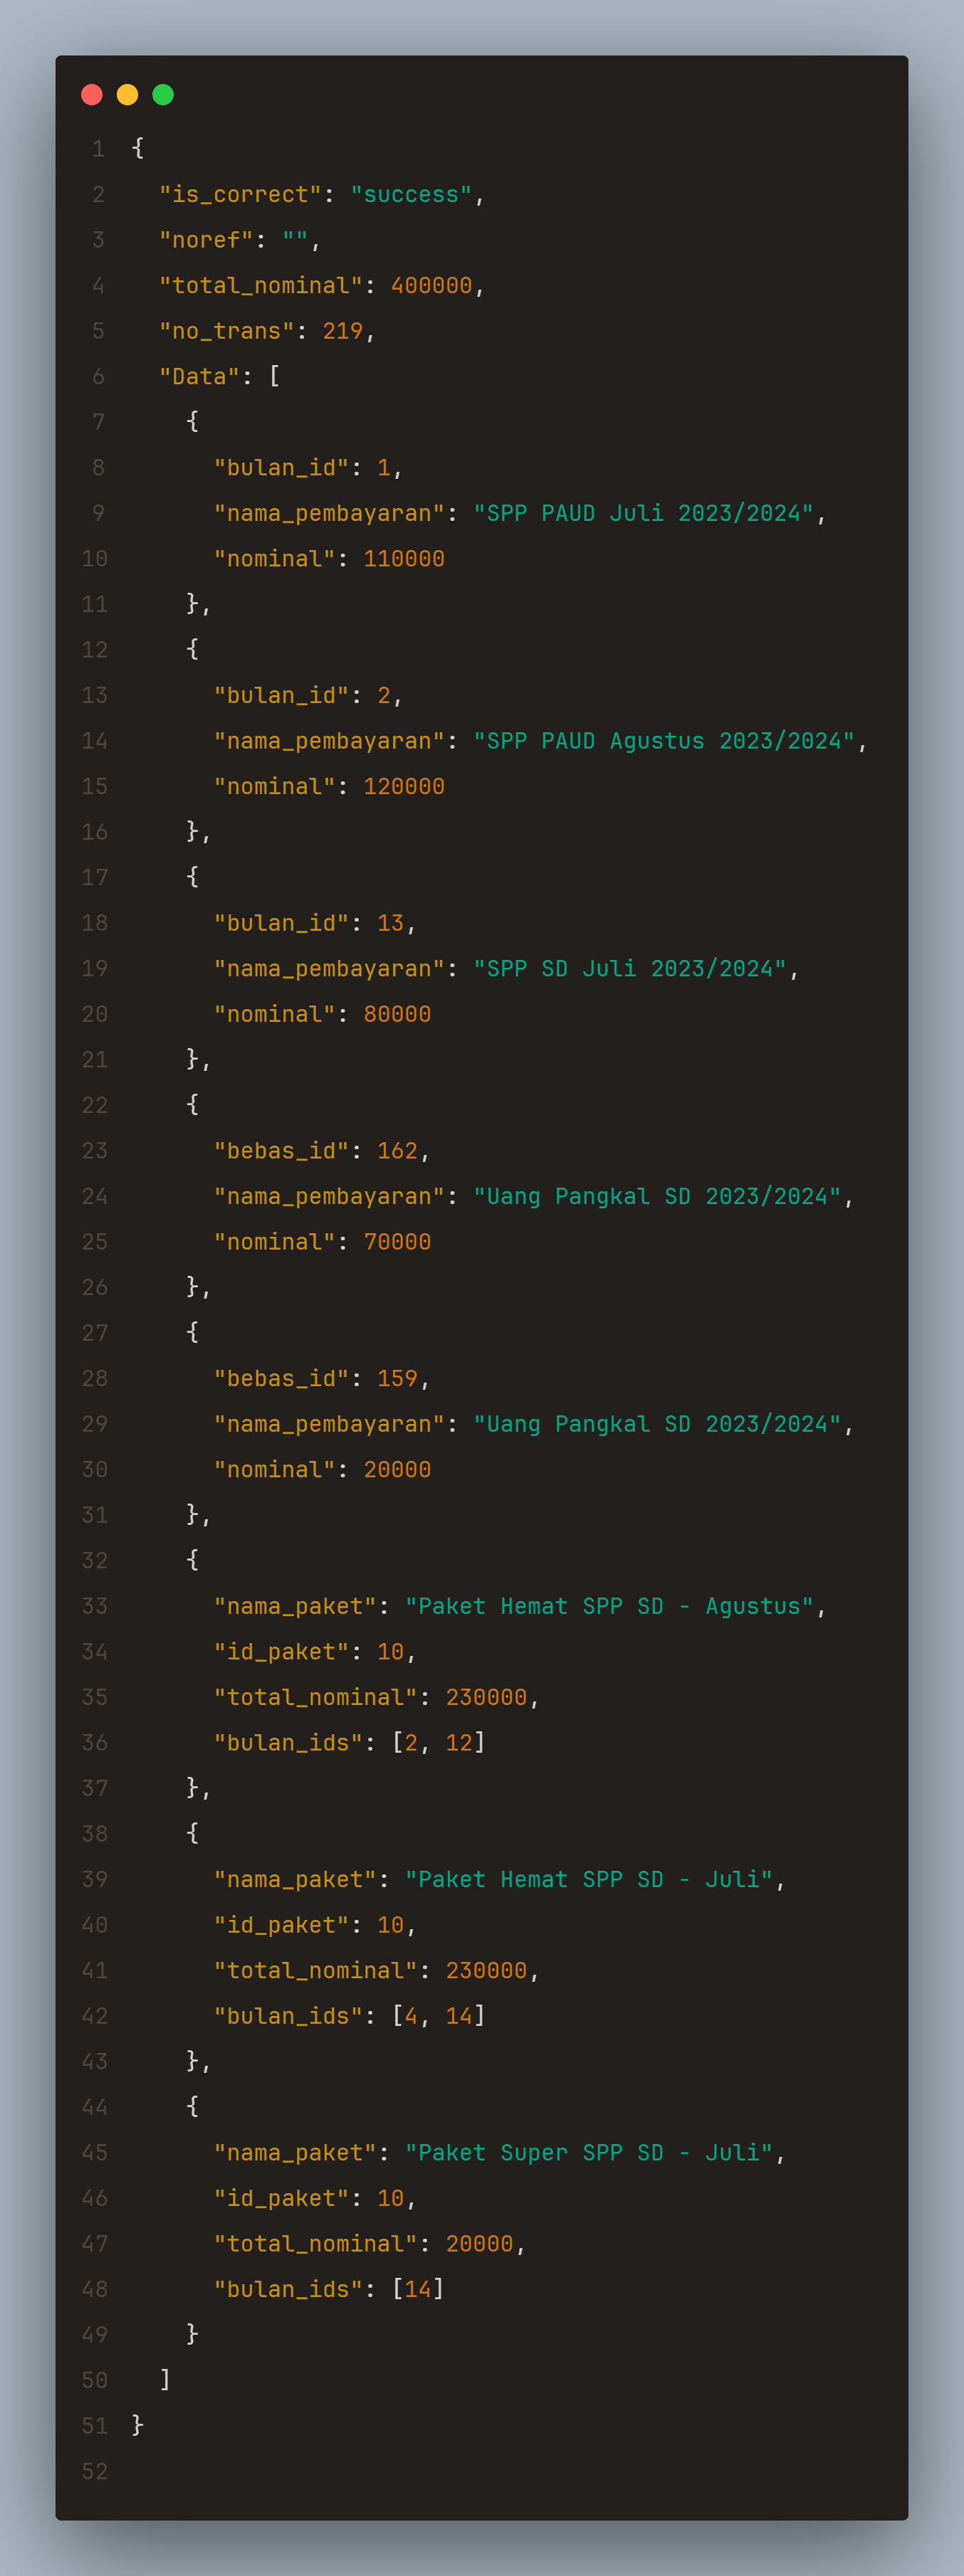 1 {
2   "is_correct": "success",
3   "noref": "",
4   "total_nominal": 400000,
5   "no_trans": 219,
6   "Data": [
7     {
8       "bulan_id": 1,
9       "nama_pembayaran": "SPP PAUD Juli 2023/2024",
10       "nominal": 110000
11     },
12     {
13       "bulan_id": 2,
14       "nama_pembayaran": "SPP PAUD Agustus 2023/2024",
15       "nominal": 120000
16     },
17     {
18       "bulan_id": 13,
19       "nama_pembayaran": "SPP SD Juli 2023/2024",
20       "nominal": 80000
21     },
22     {
23       "bebas_id": 162,
24       "nama_pembayaran": "Uang Pangkal SD 2023/2024",
25       "nominal": 70000
26     },
27     {
28       "bebas_id": 159,
29       "nama_pembayaran": "Uang Pangkal SD 2023/2024",
30       "nominal": 20000
31     },
32     {
33       "nama_paket": "Paket Hemat SPP SD - Agustus",
34       "id_paket": 10,
35       "total_nominal": 230000,
36       "bulan_ids": [2, 12]
37     },
38     {
39       "nama_paket": "Paket Hemat SPP SD - Juli",
40       "id_paket": 10,
41       "total_nominal": 230000,
42       "bulan_ids": [4, 14]
43     },
44     {
45       "nama_paket": "Paket Super SPP SD - Juli",
46       "id_paket": 10,
47       "total_nominal": 20000,
48       "bulan_ids": [14]
49     }
50   ]
51 }
52